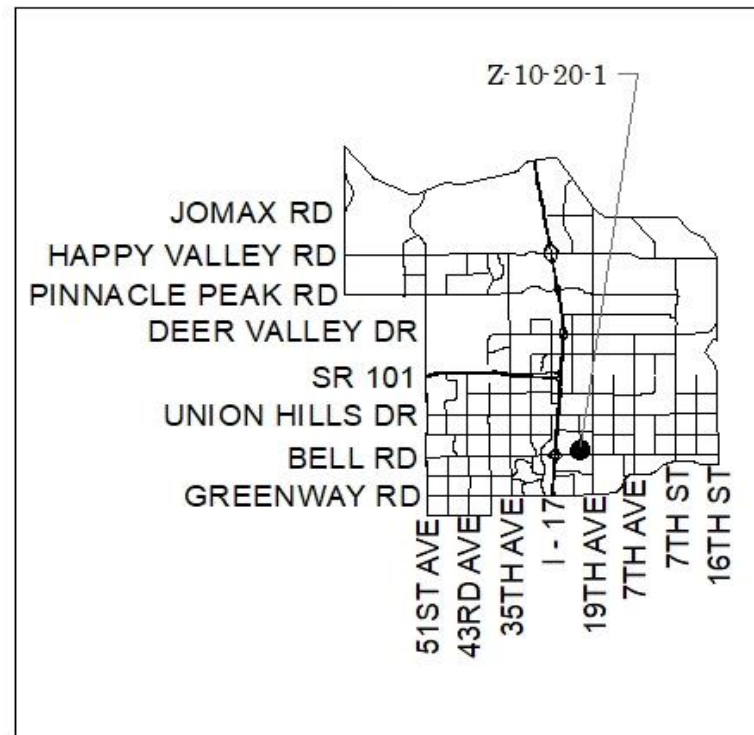 Z-10-20-1
JOMAX RD
HAPPY VALLEY RD
PINNACLE PEAK RD
DEER VALLEY DR
SR 101
UNION HILLS DR
BELL RD
GREENWAY RD
51ST AVE
43RD AVE
35TH AVE
I - 17
19TH AVE
7TH AVE
7TH ST
16TH ST